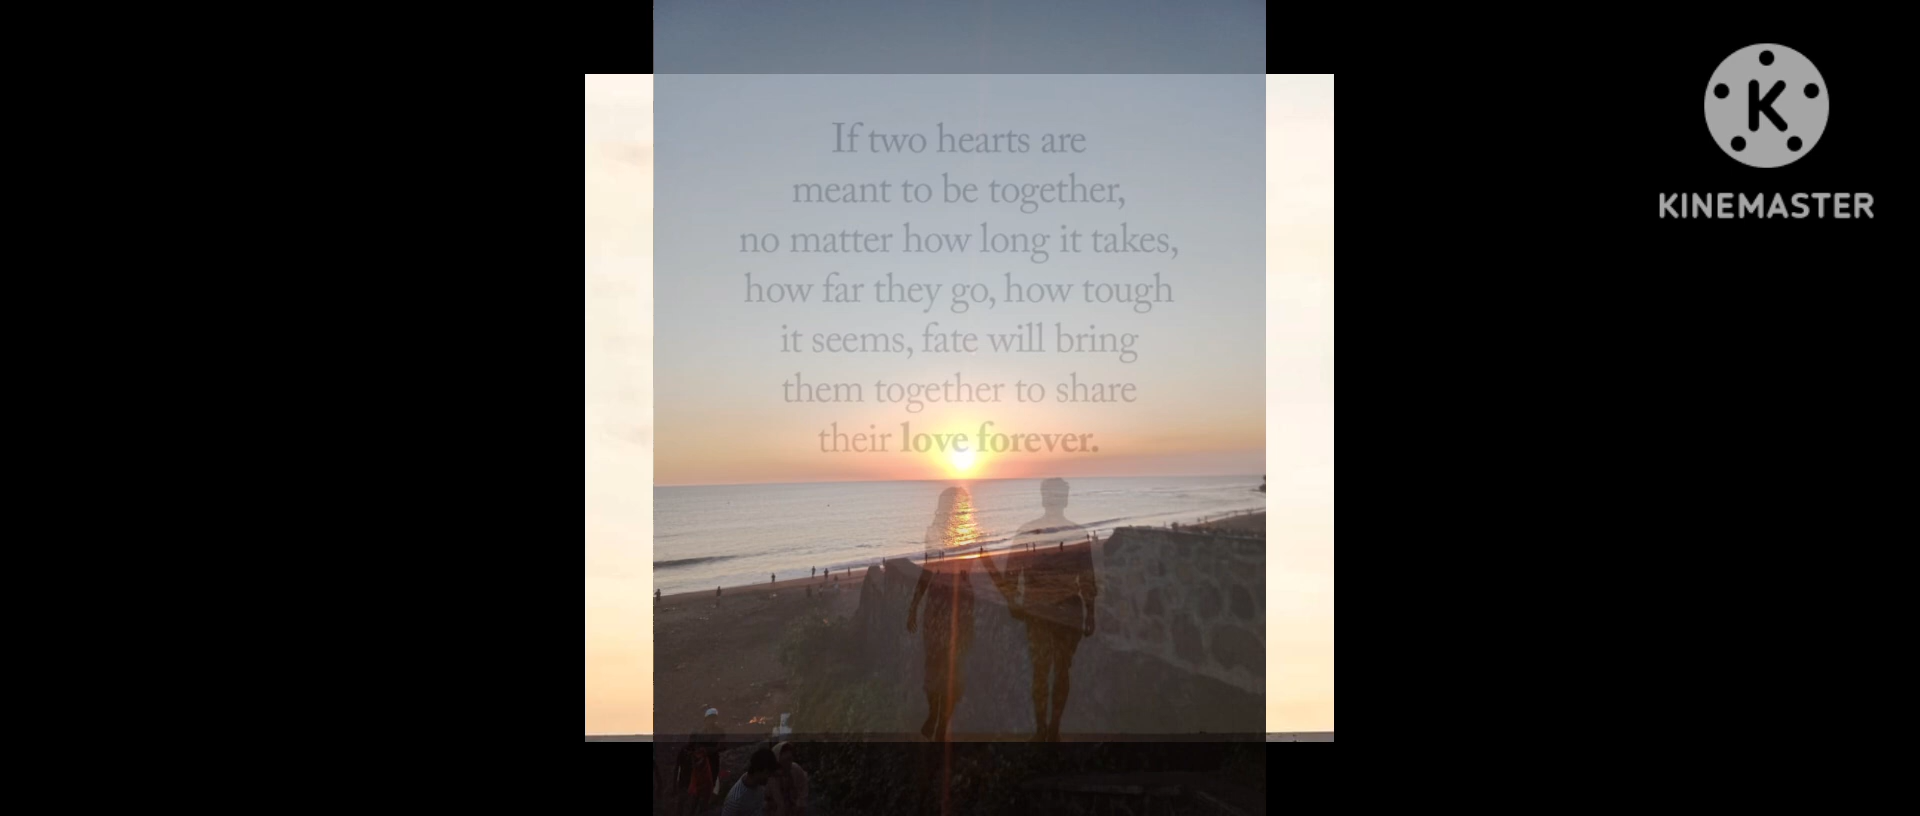 If two hearts are
meant to be together,
no matter how long it takes,
how far they go, how tough
it seems, fate will bring
them together to share
their love forever.
K
KINEMASTER